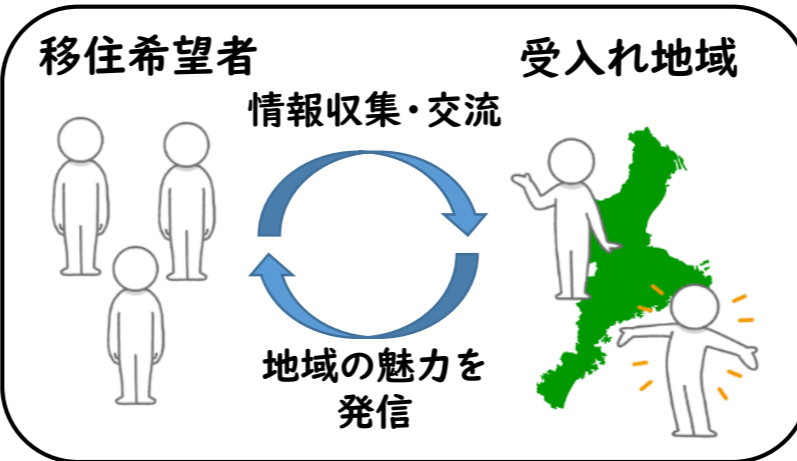 移住希望者
受入れ地域
情報収集・交流
地域の魅力を
発信